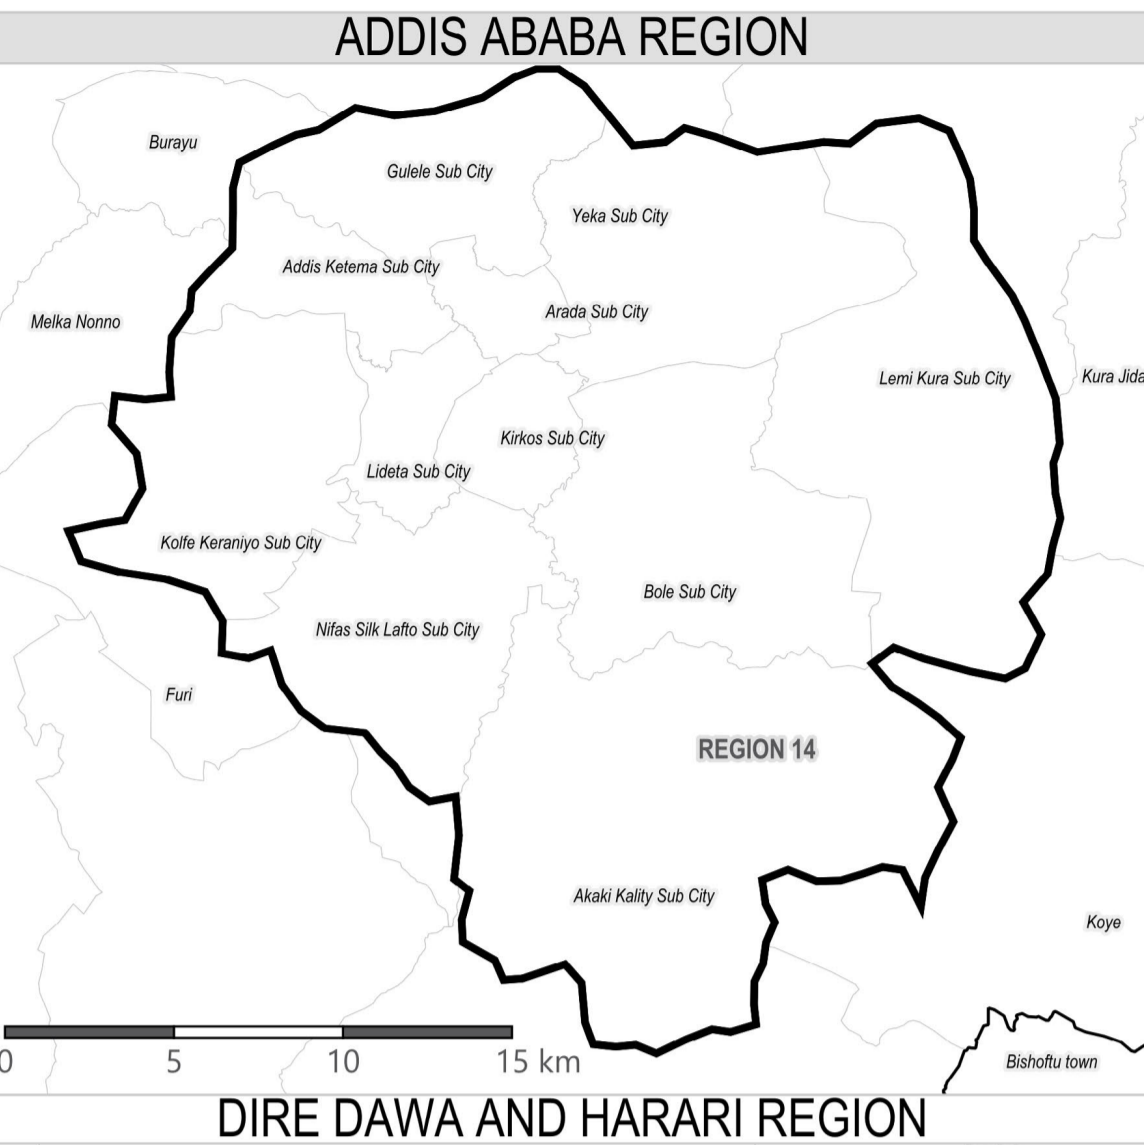 ADDIS ABABA REGION
Burayu
Gulele Sub City
Yeka Sub City
Addis Ketema Sub City
Arada Sub City
Melka Nonno
Lemi Kura Sub City
Kura Jida
Kirkos Sub City
Lideta Sub City
Kolfe Keraniyo Sub City
Bole Sub City
Nifas Silk Lafto Sub City
Furi
REGION 14
Akaki Kality Sub City
Koye
0 5 10 15 km
Bishoftu town
DIRE DAWA AND HARARI REGION